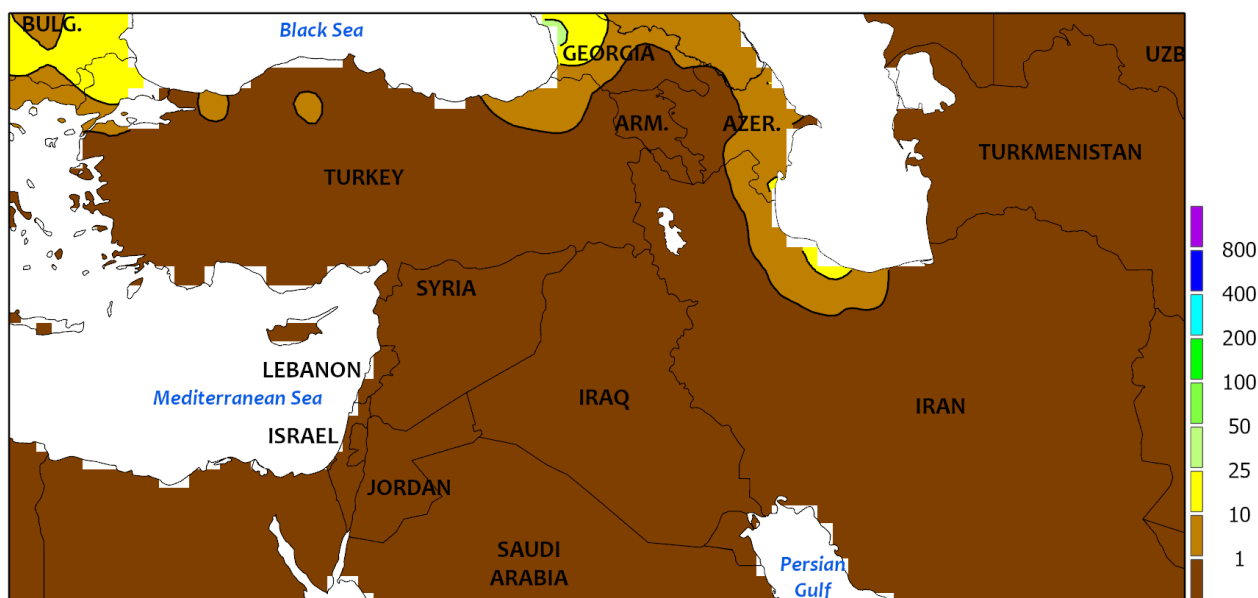 BULG.
Black Sea
GEORGIA
UZB
ARM.
AZER.
TURKMENISTAN
TURKEY
SYRIA
LEBANON
Mediterranean Sea
IRAQ
IRAN
ISRAEL
JORDAN
SAUDI
ARABIA
Persian
Gulf
800
400
200
100
50
25
10
1